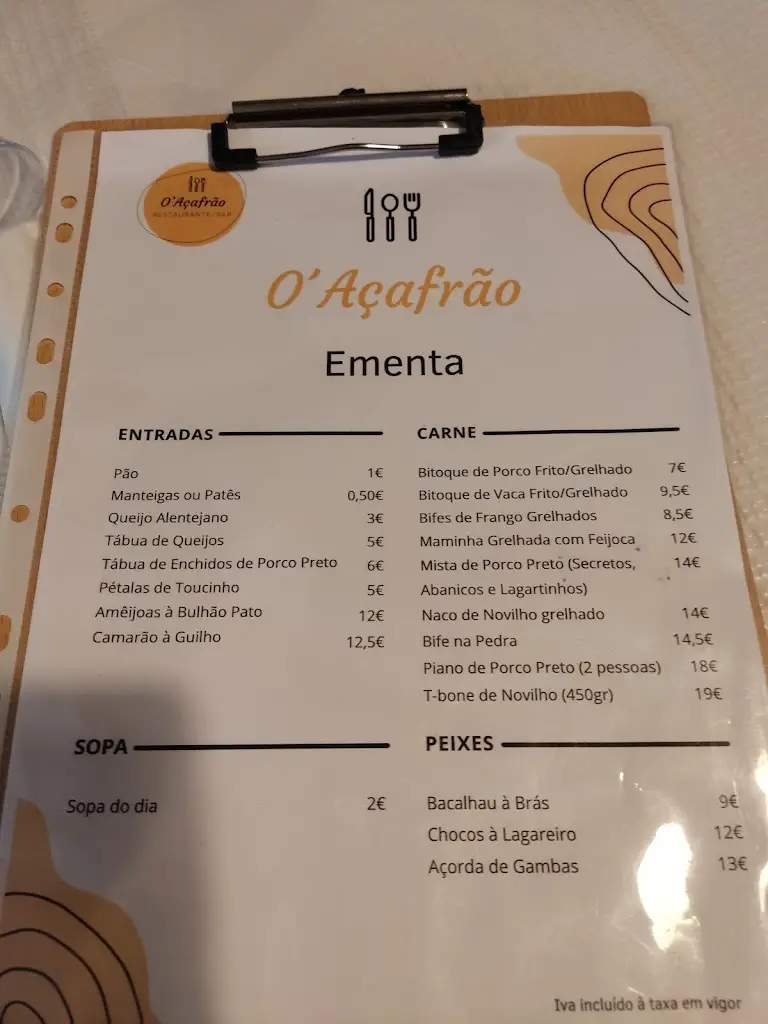 O'Açafrão
RESTAURANTE/BAR
O'Açafrão
Ementa
ENTRADAS
Pão 1€
Manteigas ou Patês 0,50€
Queijo Alentejano 3€
Tábua de Queijos 5€
Tábua de Enchidos de Porco Preto 6€
Pétalas de Toucinho 5€
Amêijoas à Bulhão Pato 12€
Camarão à Guilho 12,5€
SOPA
Sopa do dia 2€
CARNE
Bitoque de Porco Frito/Grelhado 7€
Bitoque de Vaca Frito/Grelhado 9,5€
Bifes de Frango Grelhados 8,5€
Maminha Grelhada com Feijoca 12€
Mista de Porco Preto (Secretos, 14€
Abanicos e Lagartinhos)
Naco de Novilho grelhado 14€
Bife na Pedra 14,5€
Piano de Porco Preto (2 pessoas) 18€
T-bone de Novilho (450gr) 19€
PEIXES
Bacalhau à Brás 9€
Chocos à Lagareiro 12€
Açorda de Gambas 13€
Iva incluído à taxa em vigor